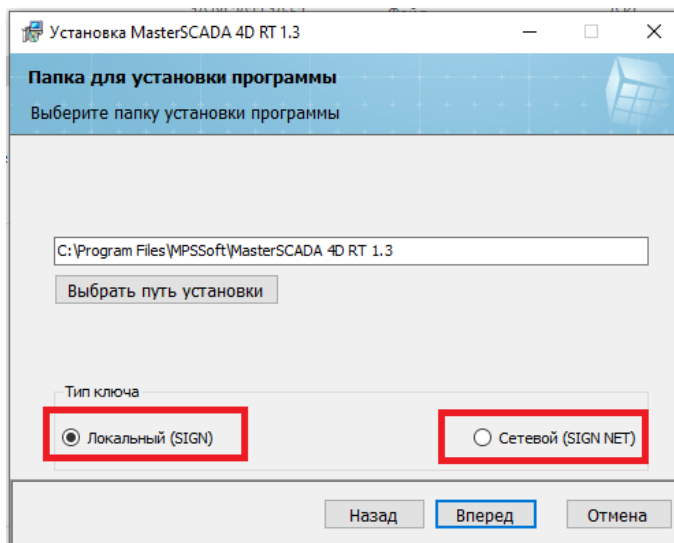 Установка MasterSCADA 4D RT 1.3
Папка для установки программы
Выберите папку установки программы
C:\Program Files\MPSSoft\MasterSCADA 4D RT 1.3
Выбрать путь установки
Тип ключа
Локальный (SIGN)
Сетевой (SIGN NET)
Назад
Вперед
Отмена